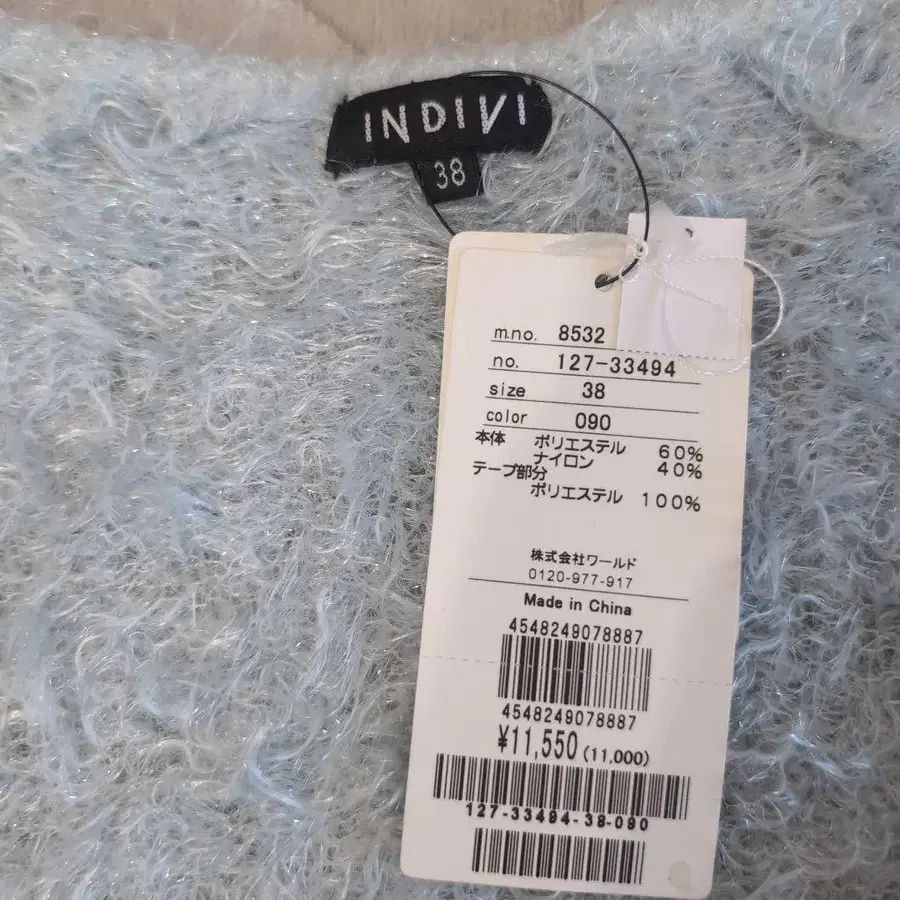 INDIVI
38
m.no. 8532
no. 127-33494
size 38
color 090
本体 ポリエステル 60%
ナイロン 40%
テープ部分
ポリエステル 100%
株式会社ワールド
0120-977-917
Made in China
4548249078887
4548249078887
¥11,550 (11,000)
127-33494-38-090